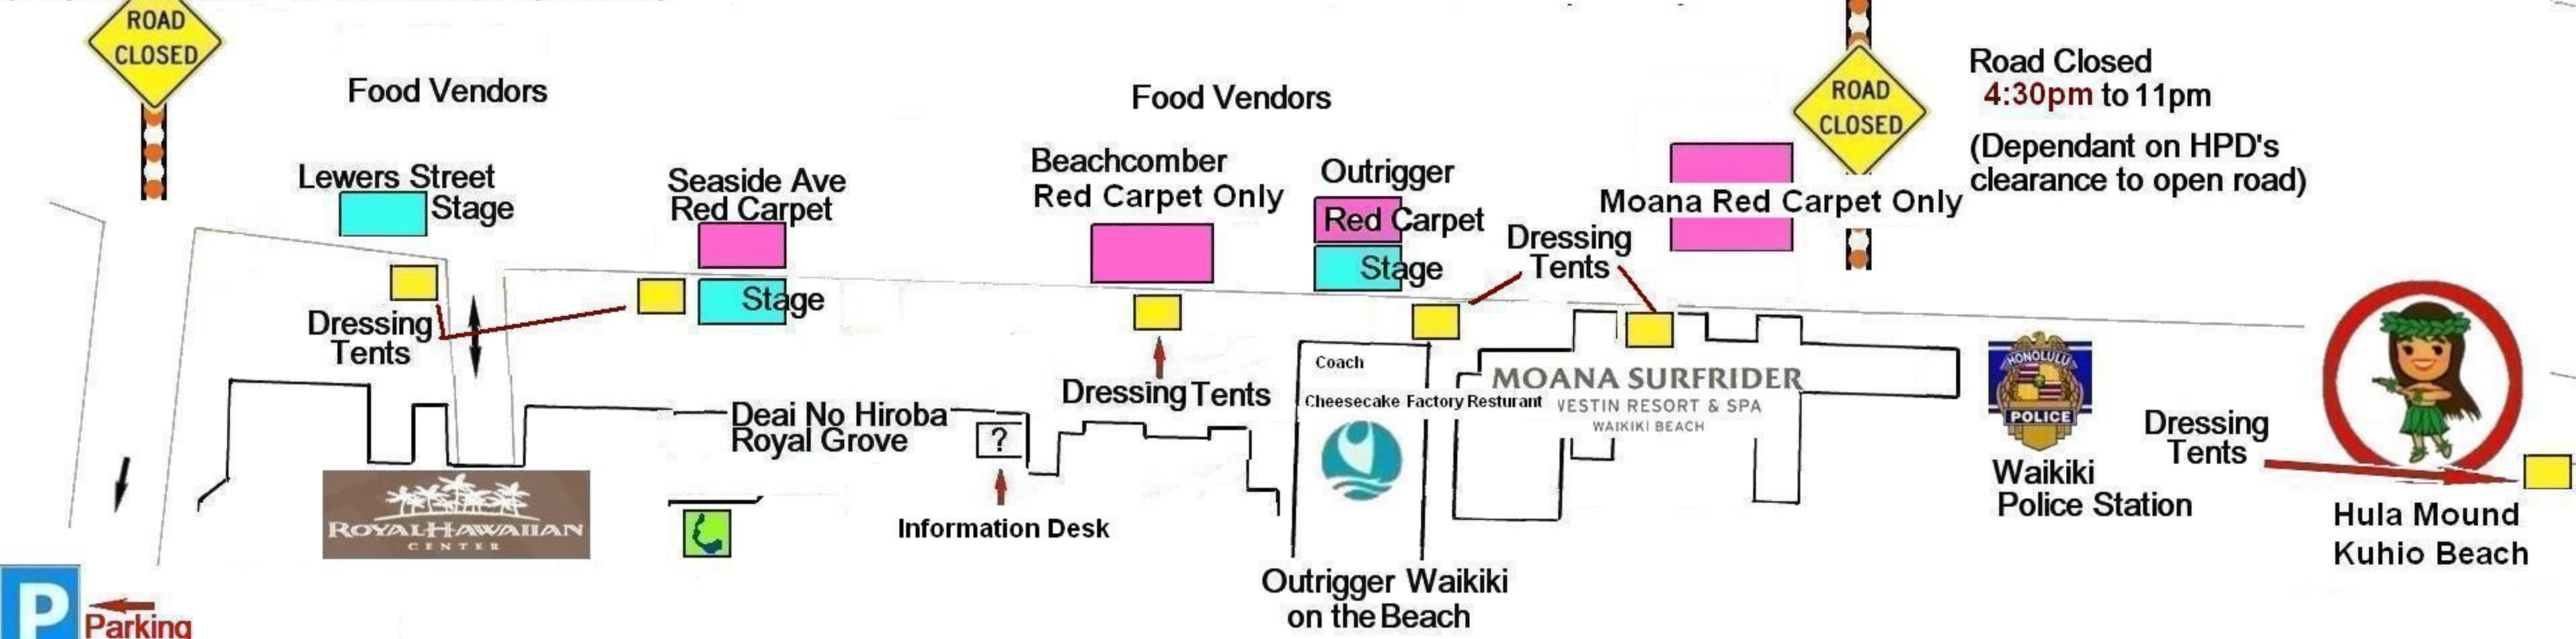 ROAD
CLOSED
Food Vendors
Lewers Street
Stage
Seaside Ave
Red Carpet
Stage
Dressing
Tents
Food Vendors
Beachcomber
Red Carpet Only
Outrigger
Red Carpet
Stage
Dressing
Tents
Moana Red Carpet Only
ROAD
CLOSED
Road Closed
4:30pm to 11pm
(Dependant on HPD's
clearance to open road)
Dressing Tents
Deai No Hiroba
Royal Grove
?
Information Desk
ROYAL HAWAIIAN
CENTER
P
Parking
Coach
Cheesecake Factory Resturant
MOANA SURFRIDER
WESTIN RESORT & SPA
WAIKIKI BEACH
Outrigger Waikiki
on the Beach
HONOLULU
POLICE
Waikiki
Police Station
Dressing
Tents
Hula Mound
Kuhio Beach